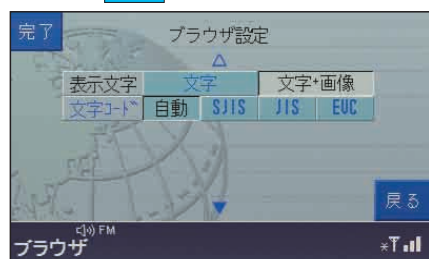 完了
ブラウザ設定
表示文字 文字 文字+画像
文字コード 自動 SJIS JIS EUC
戻る
FM
ブラウザ